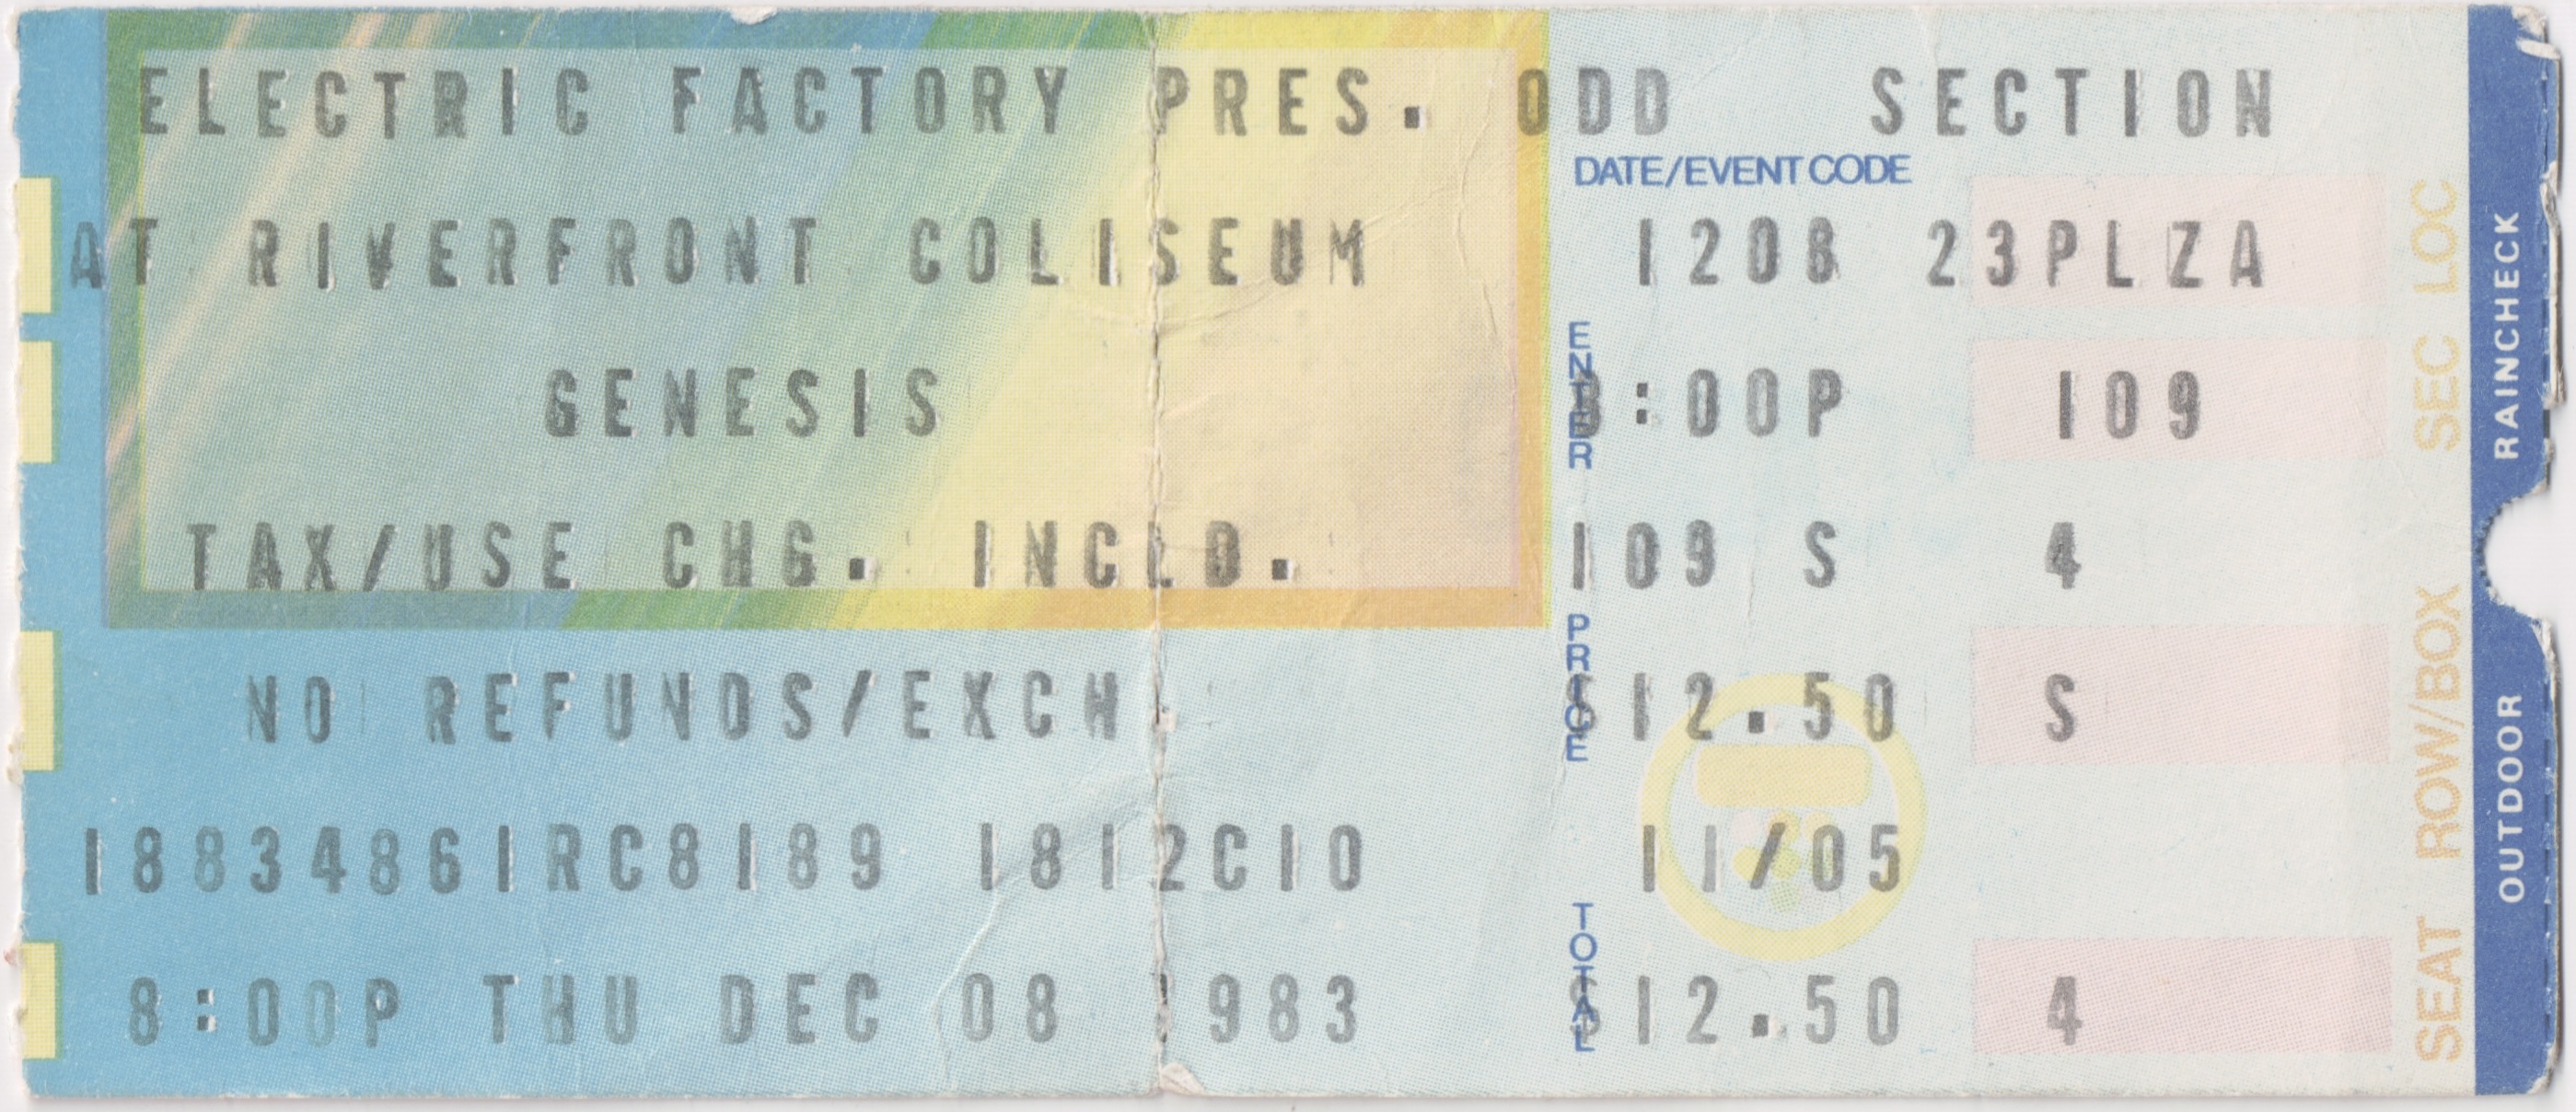 ELECTRIC FACTORY PRES. ODD SECTION
DATE/EVENT CODE
AT RIVERFRONT COLISEUM 1208 23PLZA
GENESIS 8:00P 109
ENTER
TAX/USE CHG. INCLD. 109 S 4
NO REFUNDS/EXCH. $12.50 S
PRICE
18834861RC8189 1812C10 11/05
8:00P THU DEC 08 1983 $12.50 4
TOTAL
SEAT ROW/BOX SEC LOC
OUTDOOR RAINCHECK